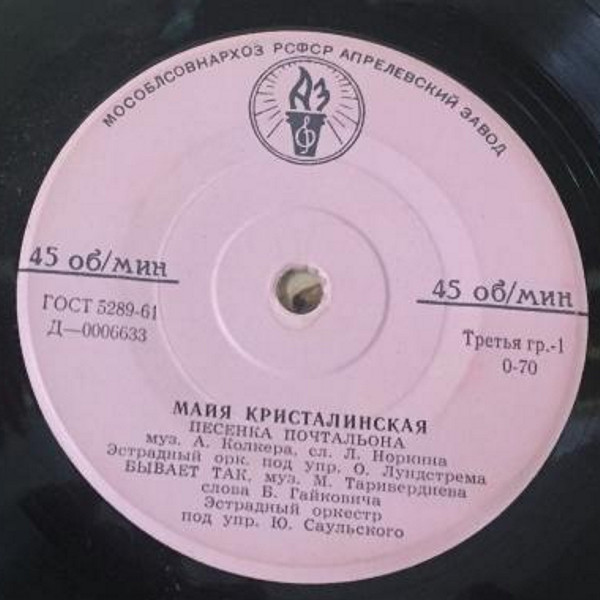 МОСОБЛСОВНАРХОЗ РСФСР АПРЕЛЕВСКИЙ ЗАВОД
АЗ
45 об/мин
45 об/мин
ГОСТ 5289-61
Д—0006633
Третья гр.-1
0-70
МАЙЯ КРИСТАЛИНСКАЯ
ПЕСЕНКА ПОЧТАЛЬОНА
муз. А. Колкера, сл. Л. Норкина
Эстрадный орк. под упр. О. Лундстрема
БЫВАЕТ ТАК, муз. М. Таривердиева
слова Б. Гайковича
Эстрадный оркестр
под упр. Ю. Саульского